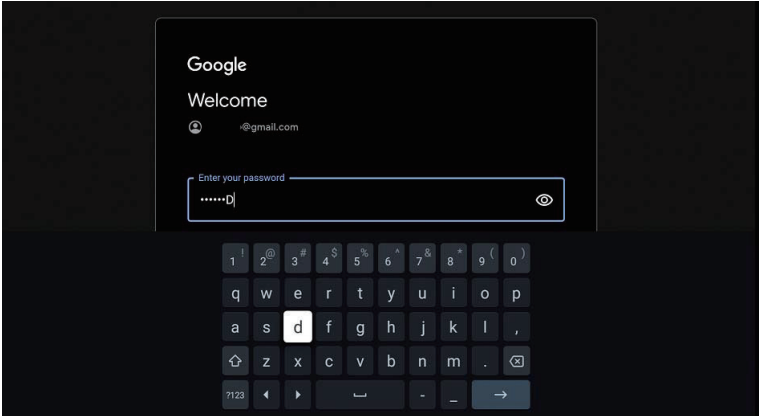 Google
Welcome
@gmail.com
Enter your password
••••••D
1 ! 2 @ 3 # 4 $ 5 % 6 ^ 7 & 8 * 9 ( 0 )
q w e r t y u i o p
a s d f g h j k l ,
z x c v b n m .
?123 - _